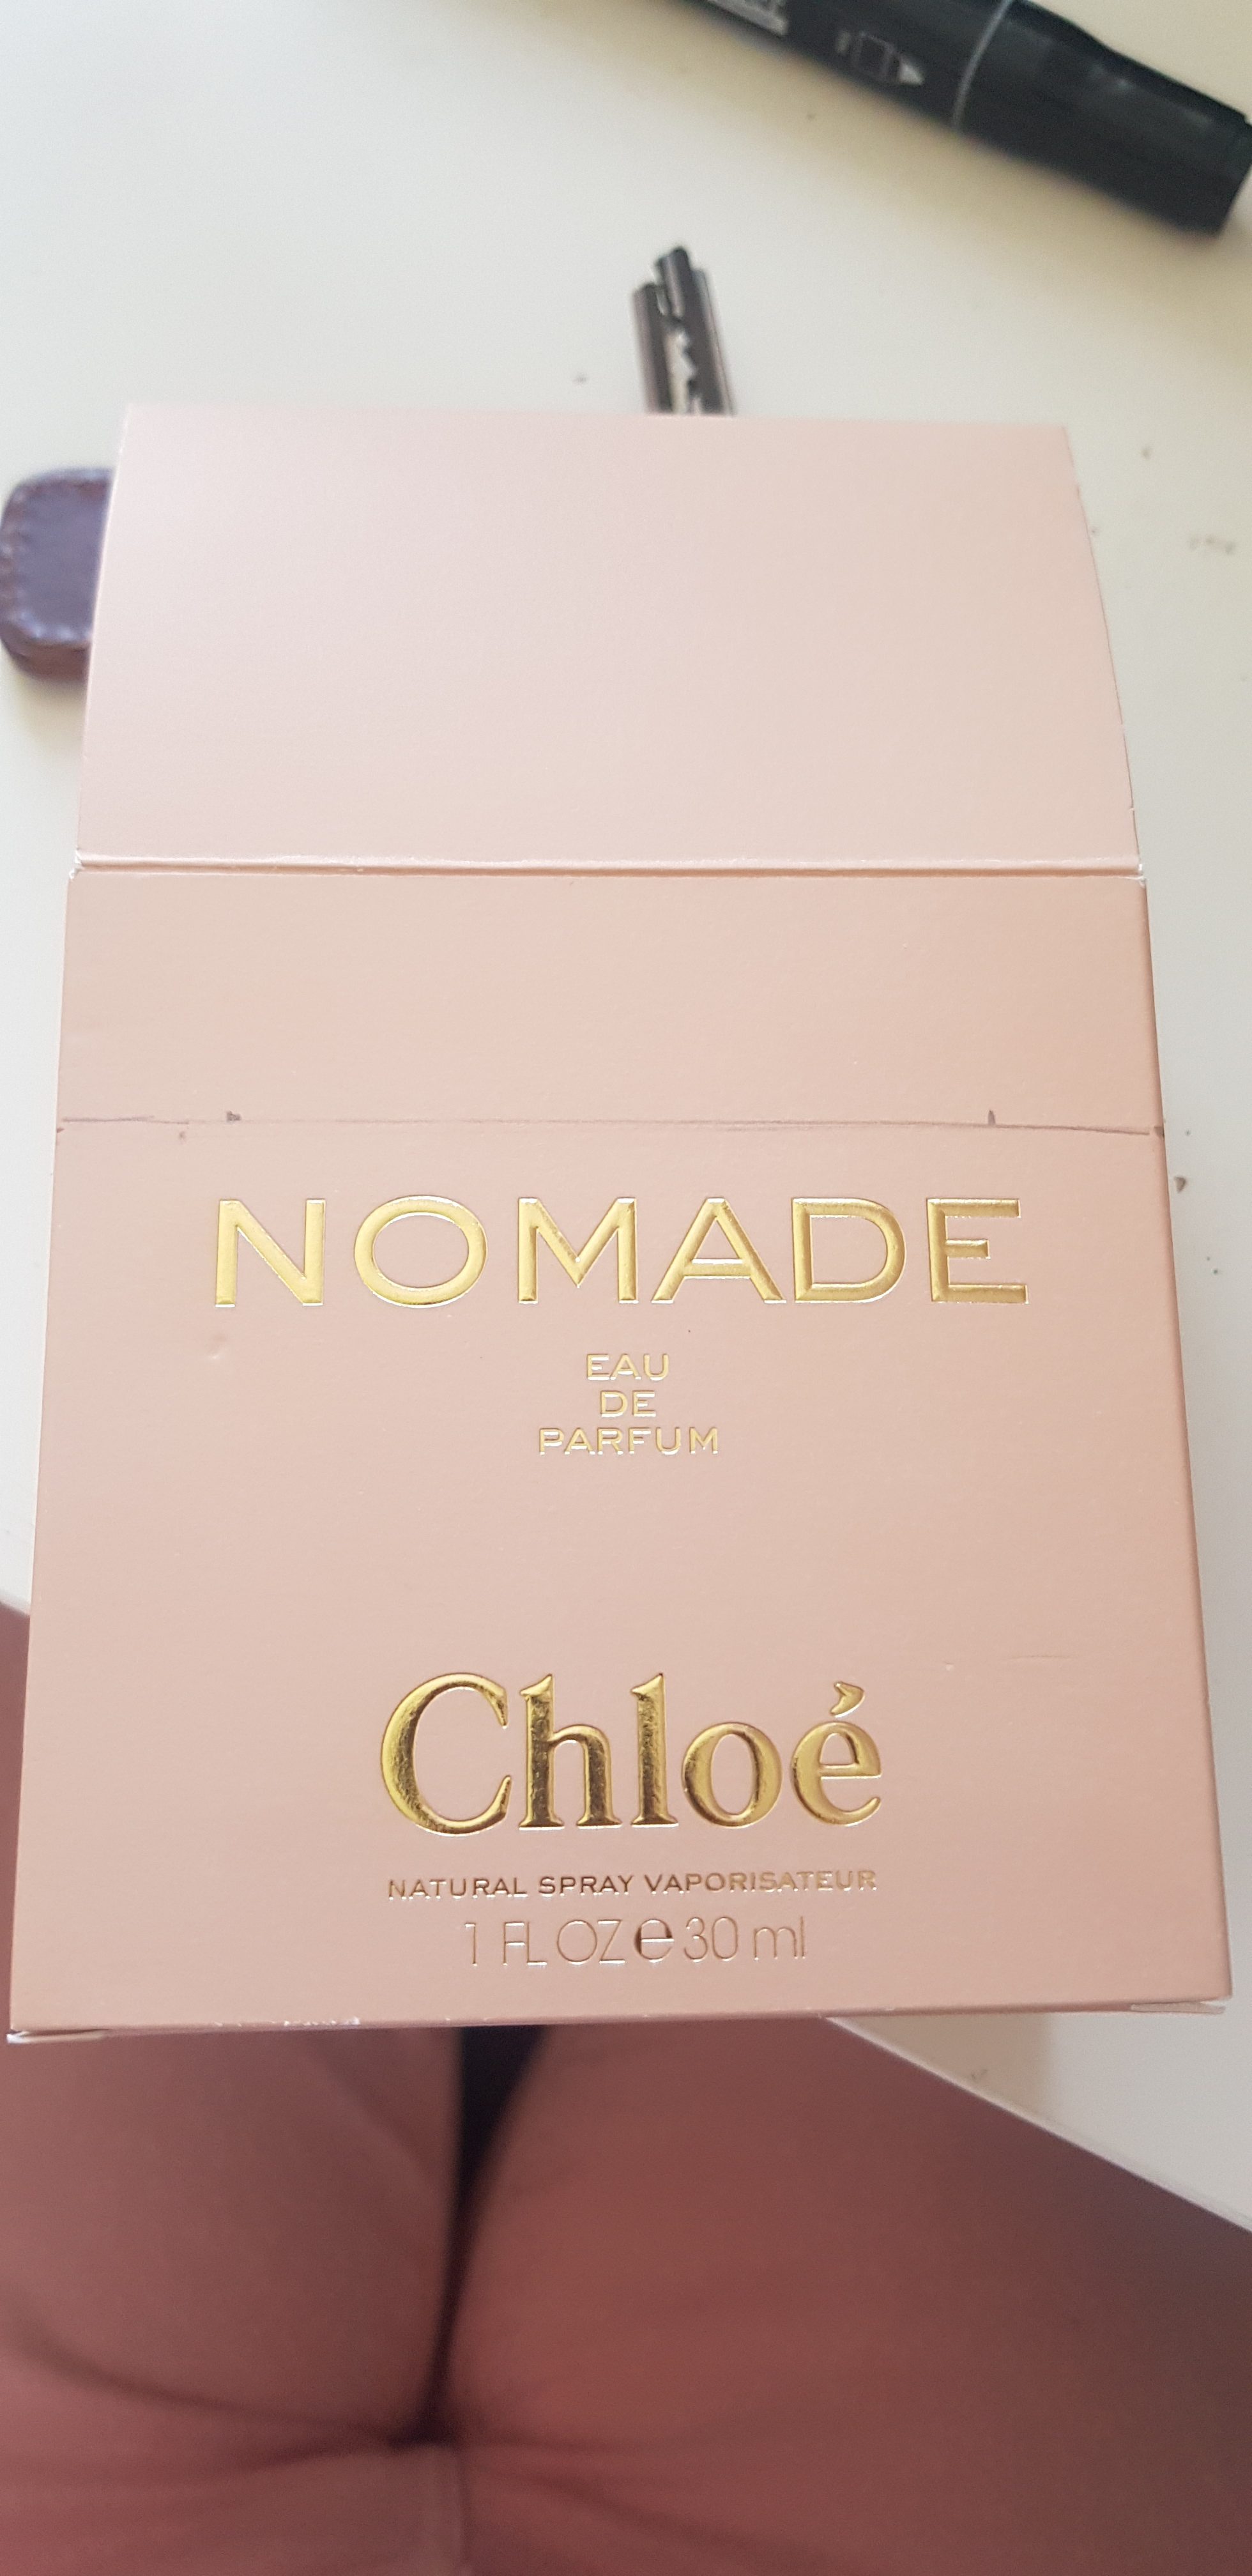 NOMADE
EAU
DE
PARFUM
Chloé
NATURAL SPRAY VAPORISATEUR
1 FL OZ e 30 ml